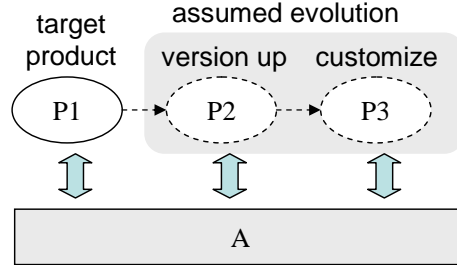 assumed evolution
target
product
version up
customize
P1
P2
P3
A